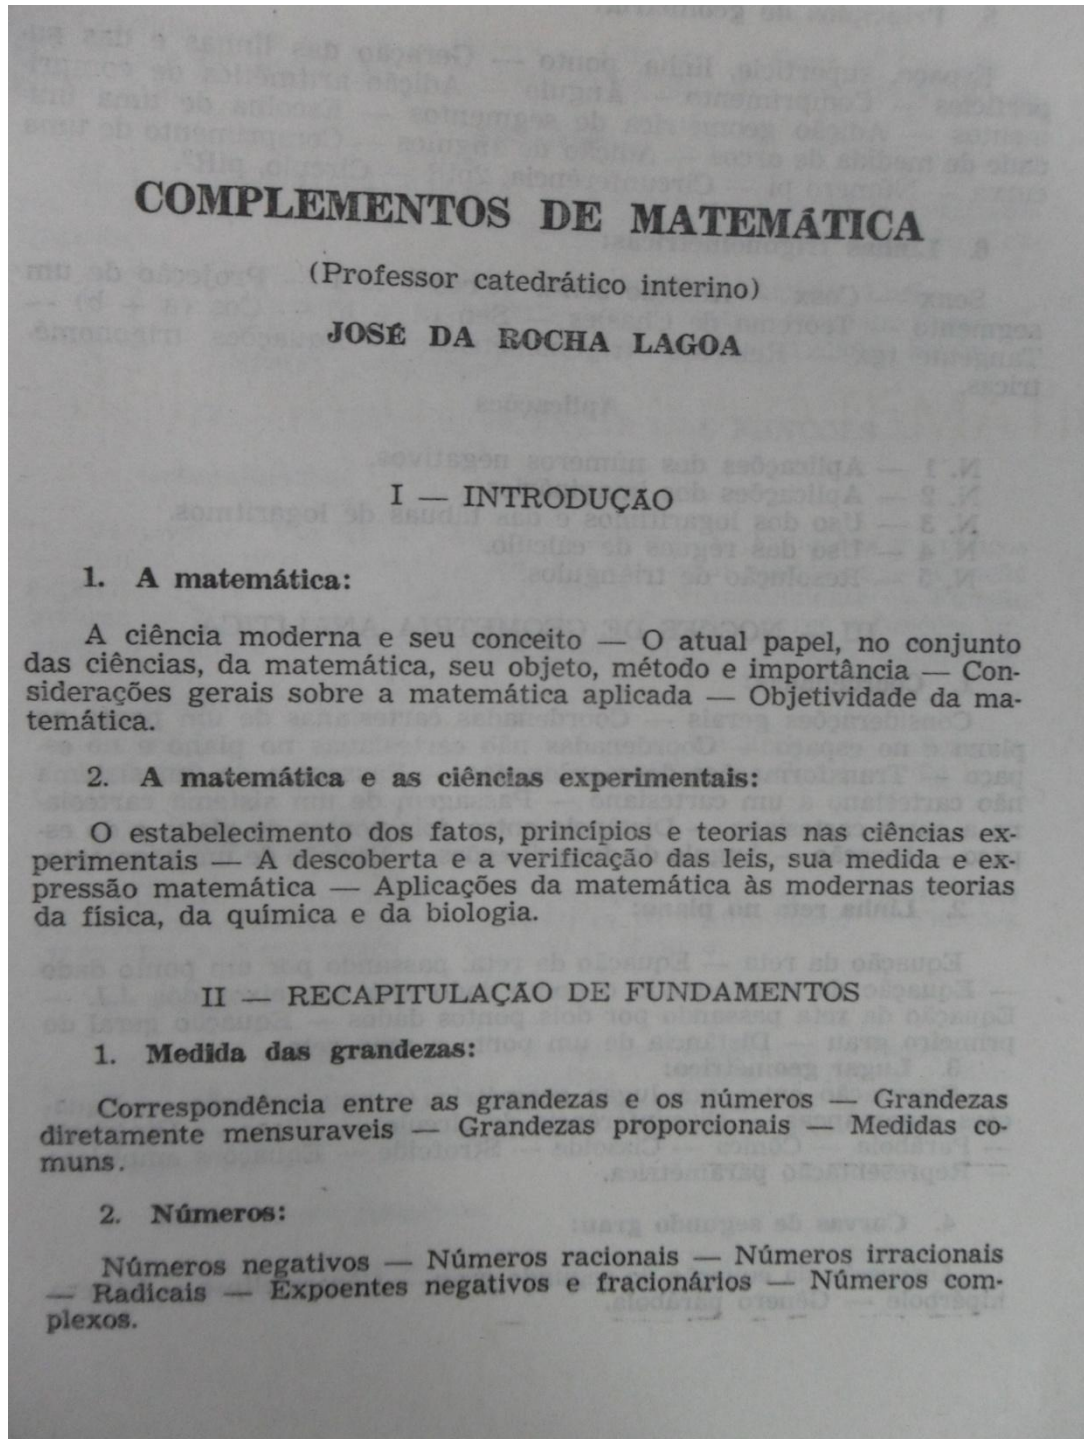 COMPLEMENTOS DE MATEMÁTICA
(Professor catedrático interino)
JOSÉ DA ROCHA LAGOA
I — INTRODUÇÃO
1. A matemática:
A ciência moderna e seu conceito — O atual papel, no conjunto
das ciências, da matemática, seu objeto, método e importância — Con-
siderações gerais sobre a matemática aplicada — Objetividade da ma-
temática.
2. A matemática e as ciências experimentais:
O estabelecimento dos fatos, princípios e teorias nas ciências ex-
perimentais — A descoberta e a verificação das leis, sua medida e ex-
pressão matemática — Aplicações da matemática às modernas teorias
da física, da química e da biologia.
II — RECAPITULAÇÃO DE FUNDAMENTOS
1. Medida das grandezas:
Correspondência entre as grandezas e os números — Grandezas
diretamente mensuraveis — Grandezas proporcionais — Medidas co-
muns.
2. Números:
Números negativos — Números racionais — Números irracionais
— Radicais — Expoentes negativos e fracionários — Números com-
plexos.